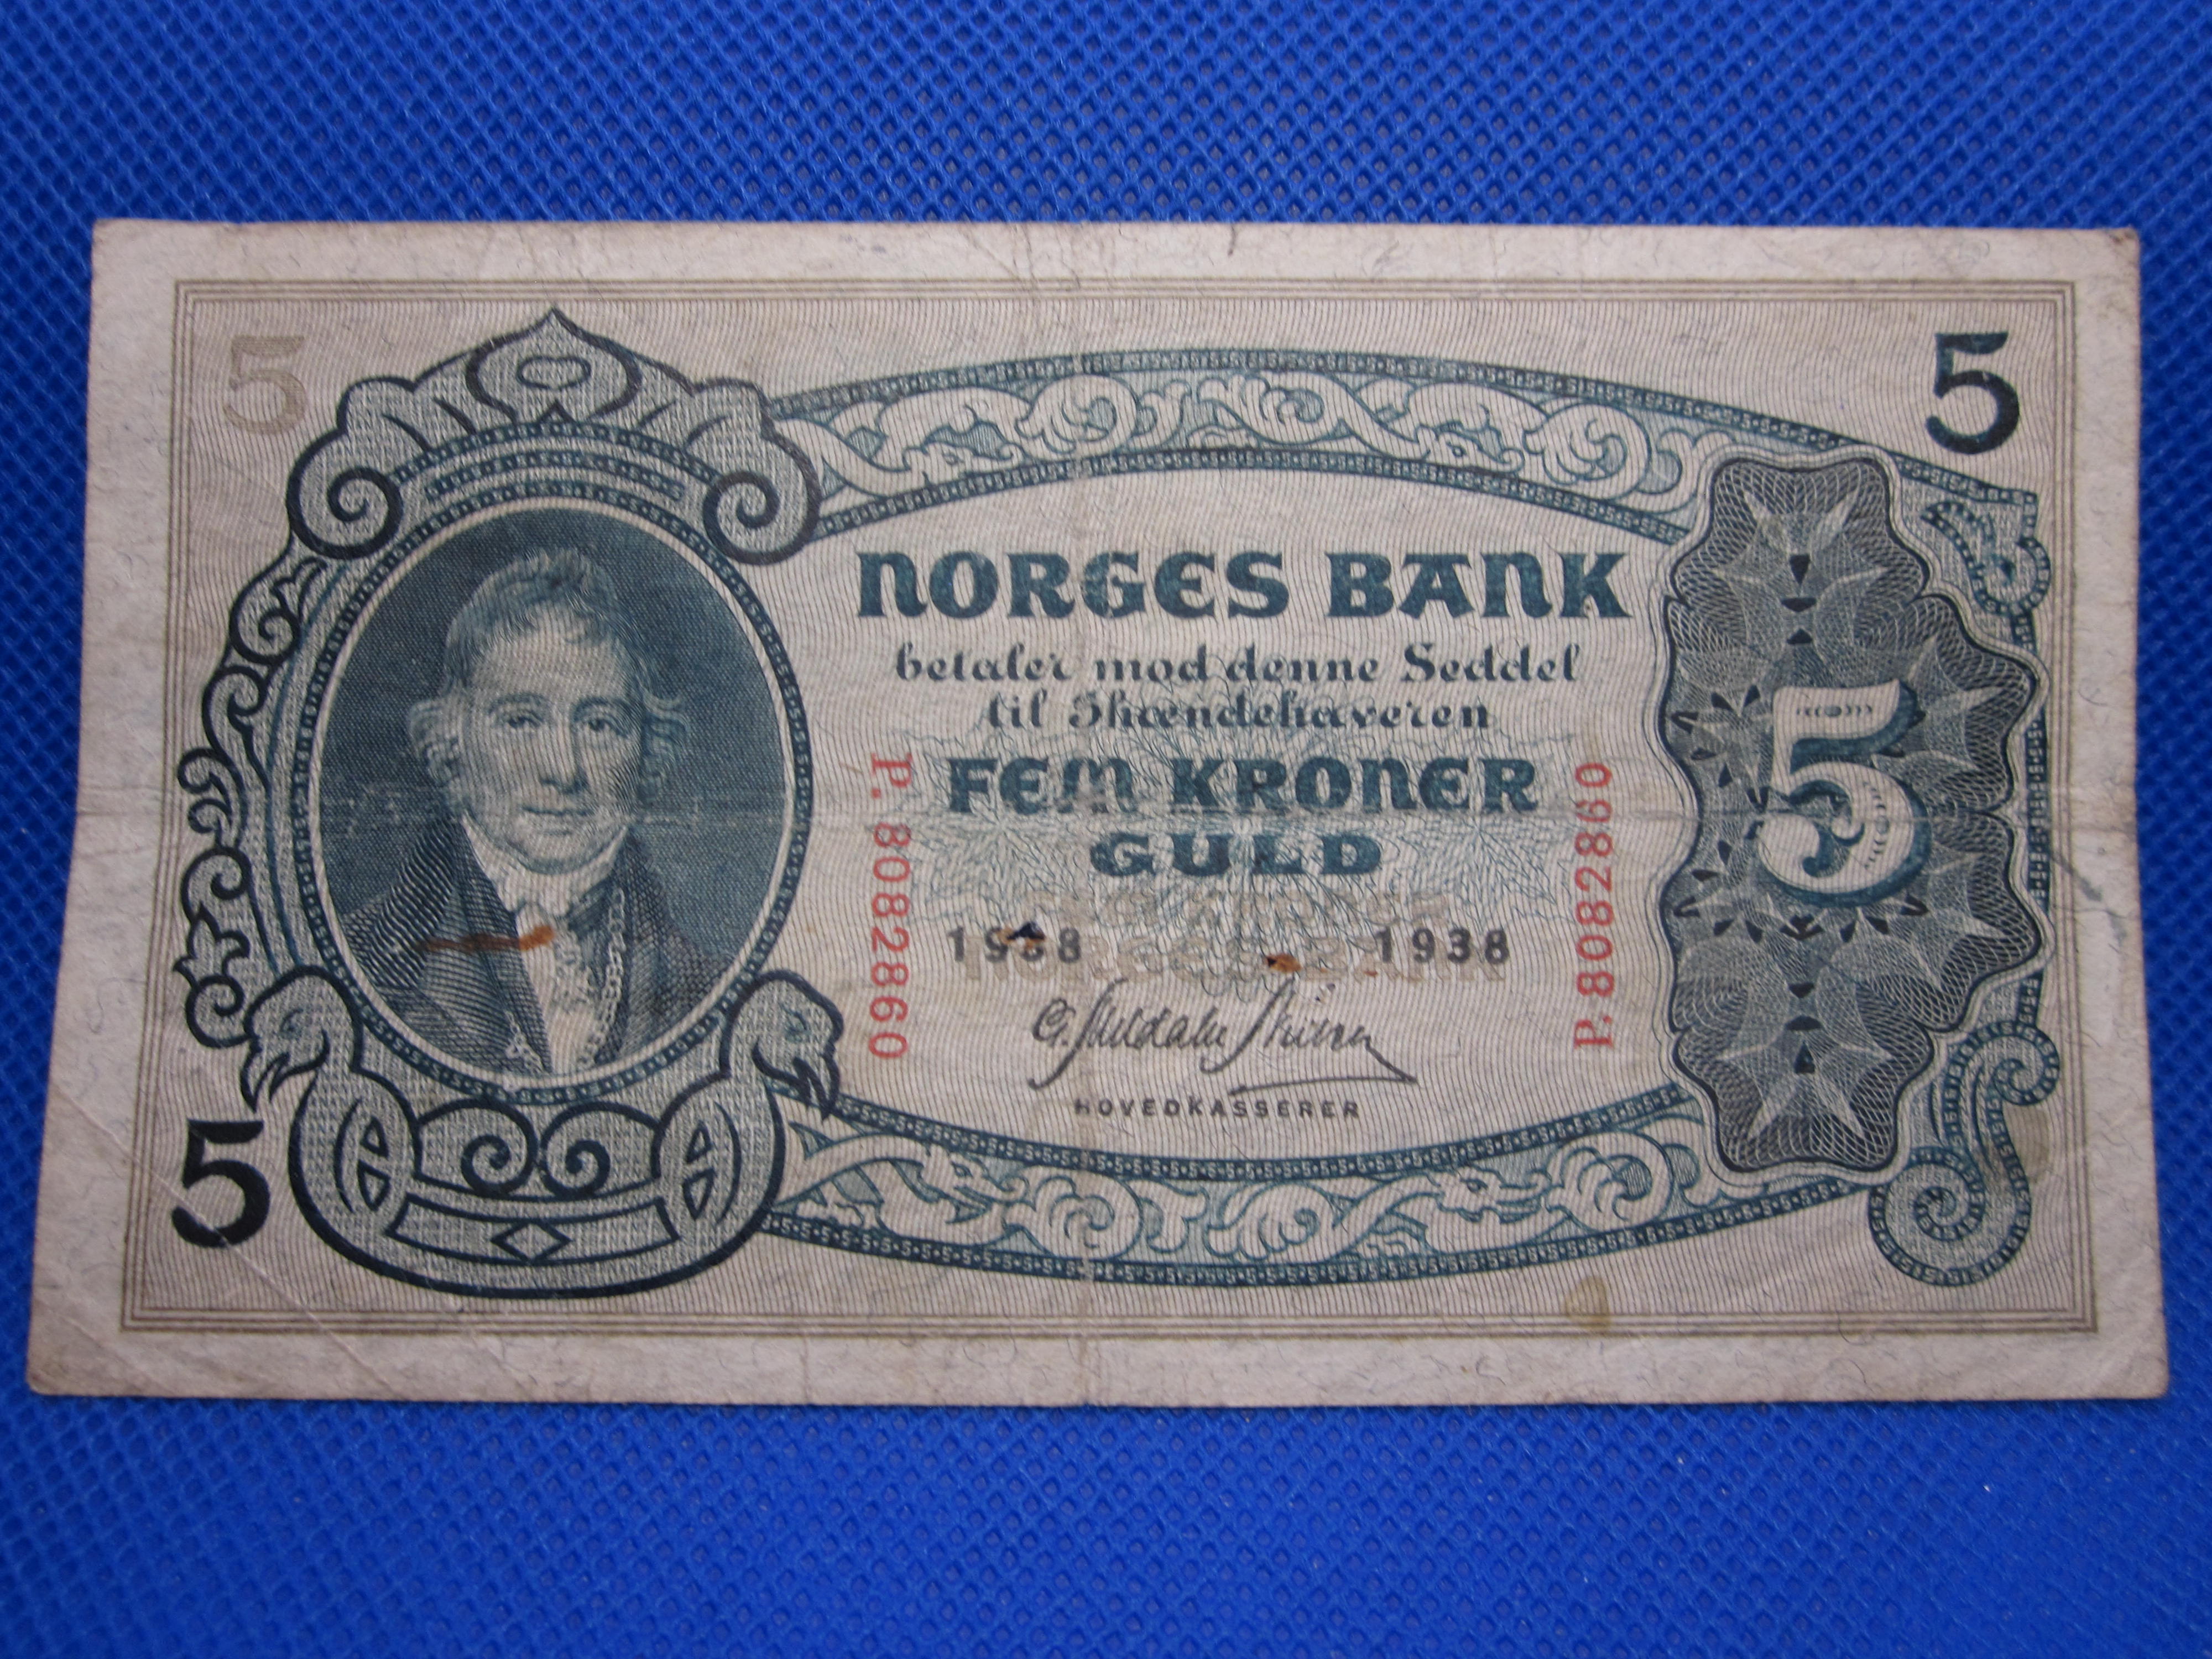 5
5
NORGES BANK
betaler mod denne Seddel
til Ihændehaveren
FEM KRONER
GULD
P. 8082860
P. 8082860
5
1938 1938
HOVEDKASSERER
5